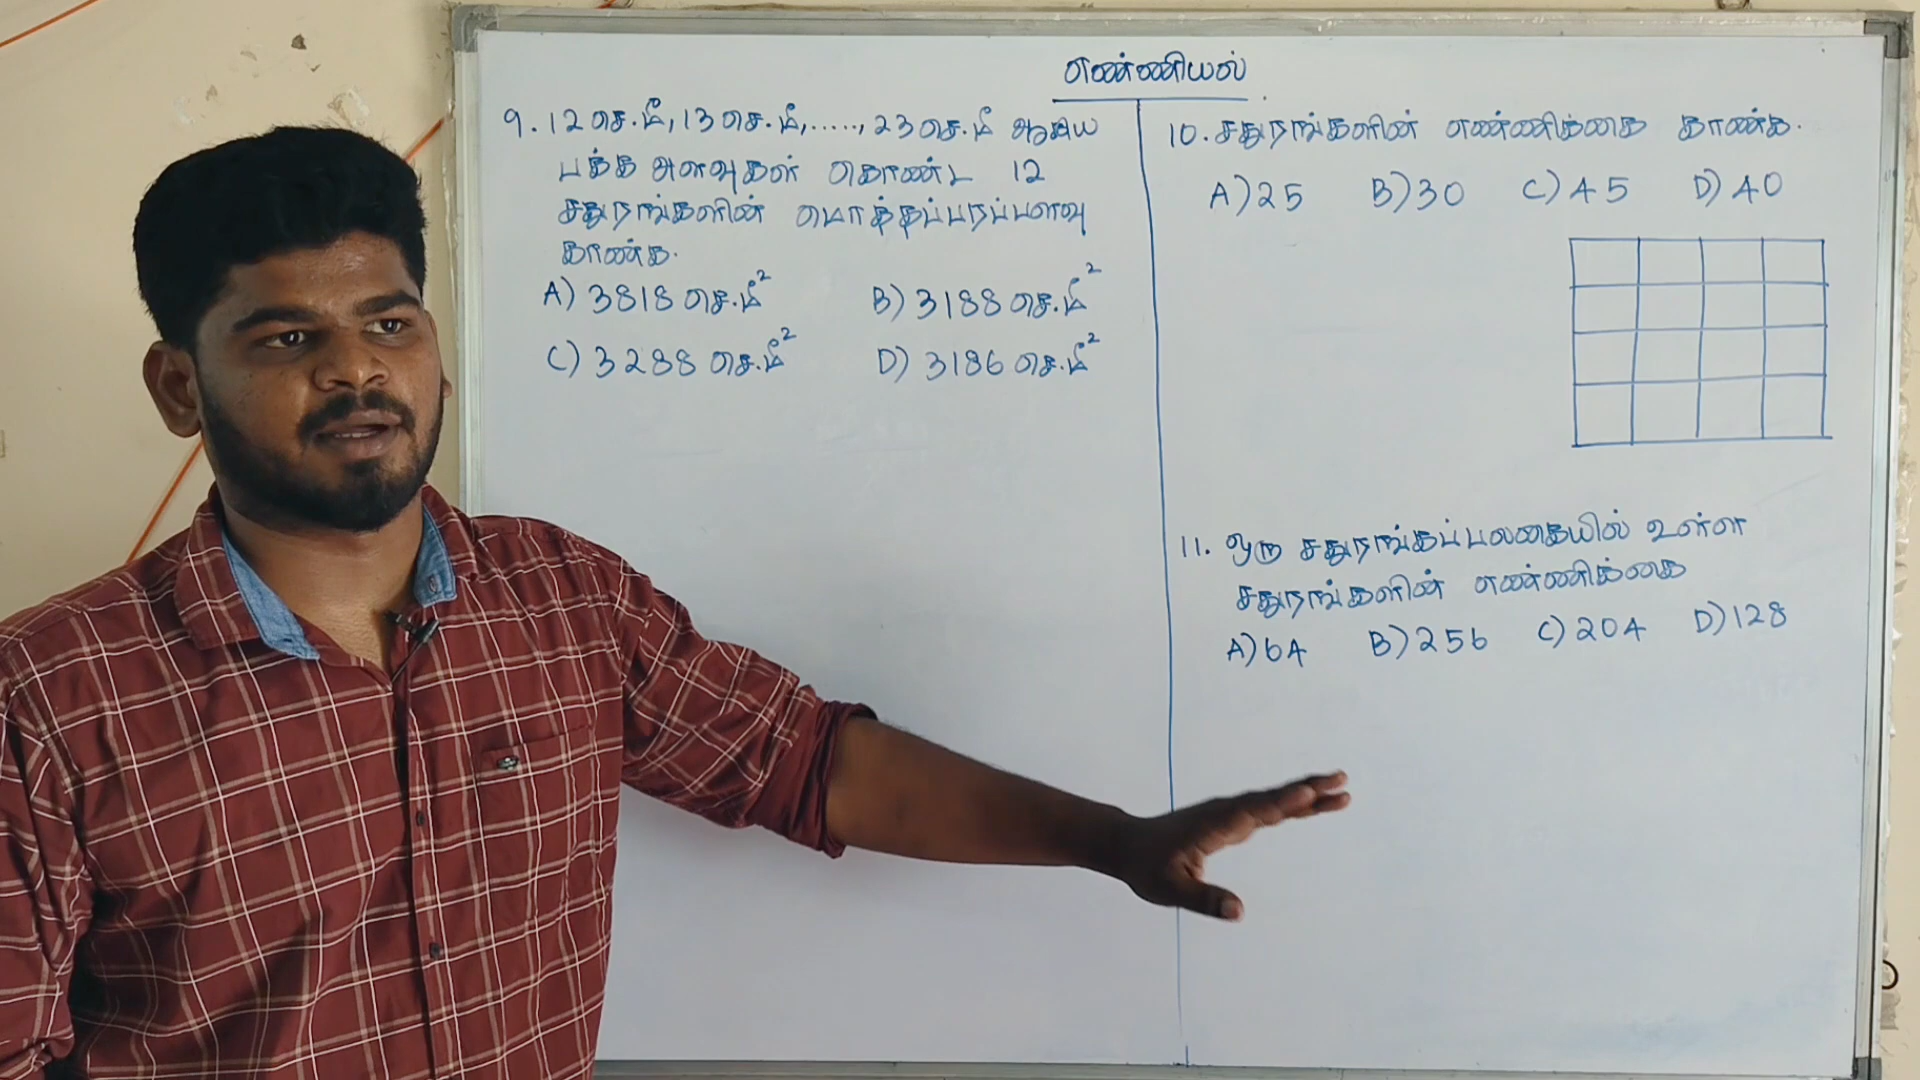 எண்ணியல்
9. 12 செ.மீ, 13 செ.மீ, ....., 23 செ.மீ ஆகிய
பக்க அளவுகள் கொண்ட 12
சதுரங்களின் மொத்தப்பரப்பளவு
காண்க.
A) 3818 செ.மீ² B) 3188 செ.மீ²
C) 3288 செ.மீ² D) 3186 செ.மீ²
10. சதுரங்களின் எண்ணிக்கை காண்க.
A) 25 B) 30 C) 45 D) 40
11. ஒரு சதுரங்கப்பலகையில் உள்ள
சதுரங்களின் எண்ணிக்கை
A) 64 B) 256 C) 204 D) 128